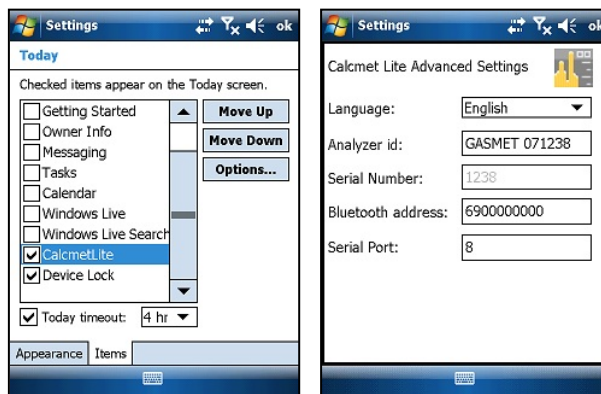 Settings
ok
Today
Checked items appear on the Today screen.
Getting Started
Owner Info
Messaging
Tasks
Calendar
Windows Live
Windows Live Search
CalcmetLite
Device Lock
Move Up
Move Down
Options...
Today timeout: 4 hr
Appearance Items
Settings
ok
Calcmet Lite Advanced Settings
Language: English
Analyzer id: GASMET 071238
Serial Number: 1238
Bluetooth address: 6900000000
Serial Port: 8